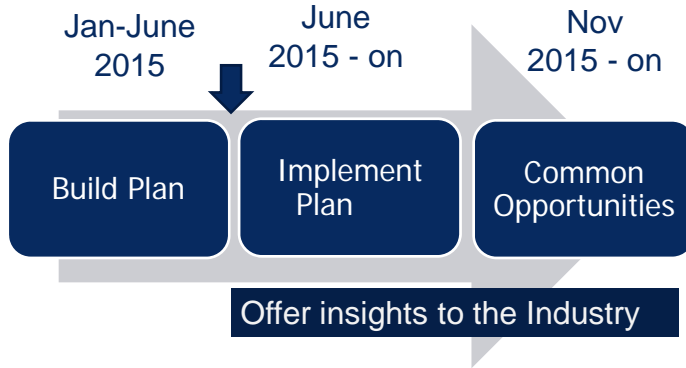 Jan-June
2015
June
2015 - on
Nov
2015 - on
Build Plan
Implement
Plan
Common
Opportunities
Offer insights to the Industry